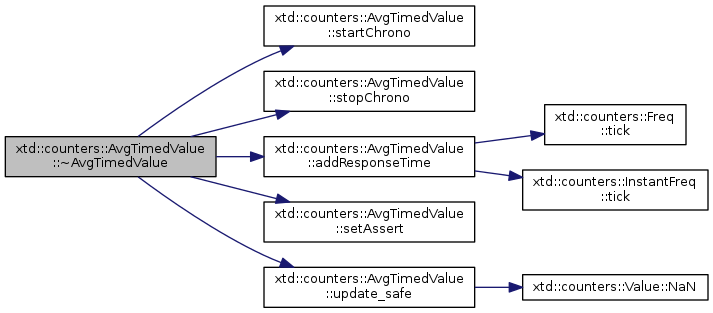 xtd::counters::AvgTimedValue
::~AvgTimedValue
xtd::counters::AvgTimedValue
::startChrono
xtd::counters::AvgTimedValue
::stopChrono
xtd::counters::AvgTimedValue
::addResponseTime
xtd::counters::Freq
::tick
xtd::counters::InstantFreq
::tick
xtd::counters::AvgTimedValue
::setAssert
xtd::counters::AvgTimedValue
::update_safe
xtd::counters::Value::NaN